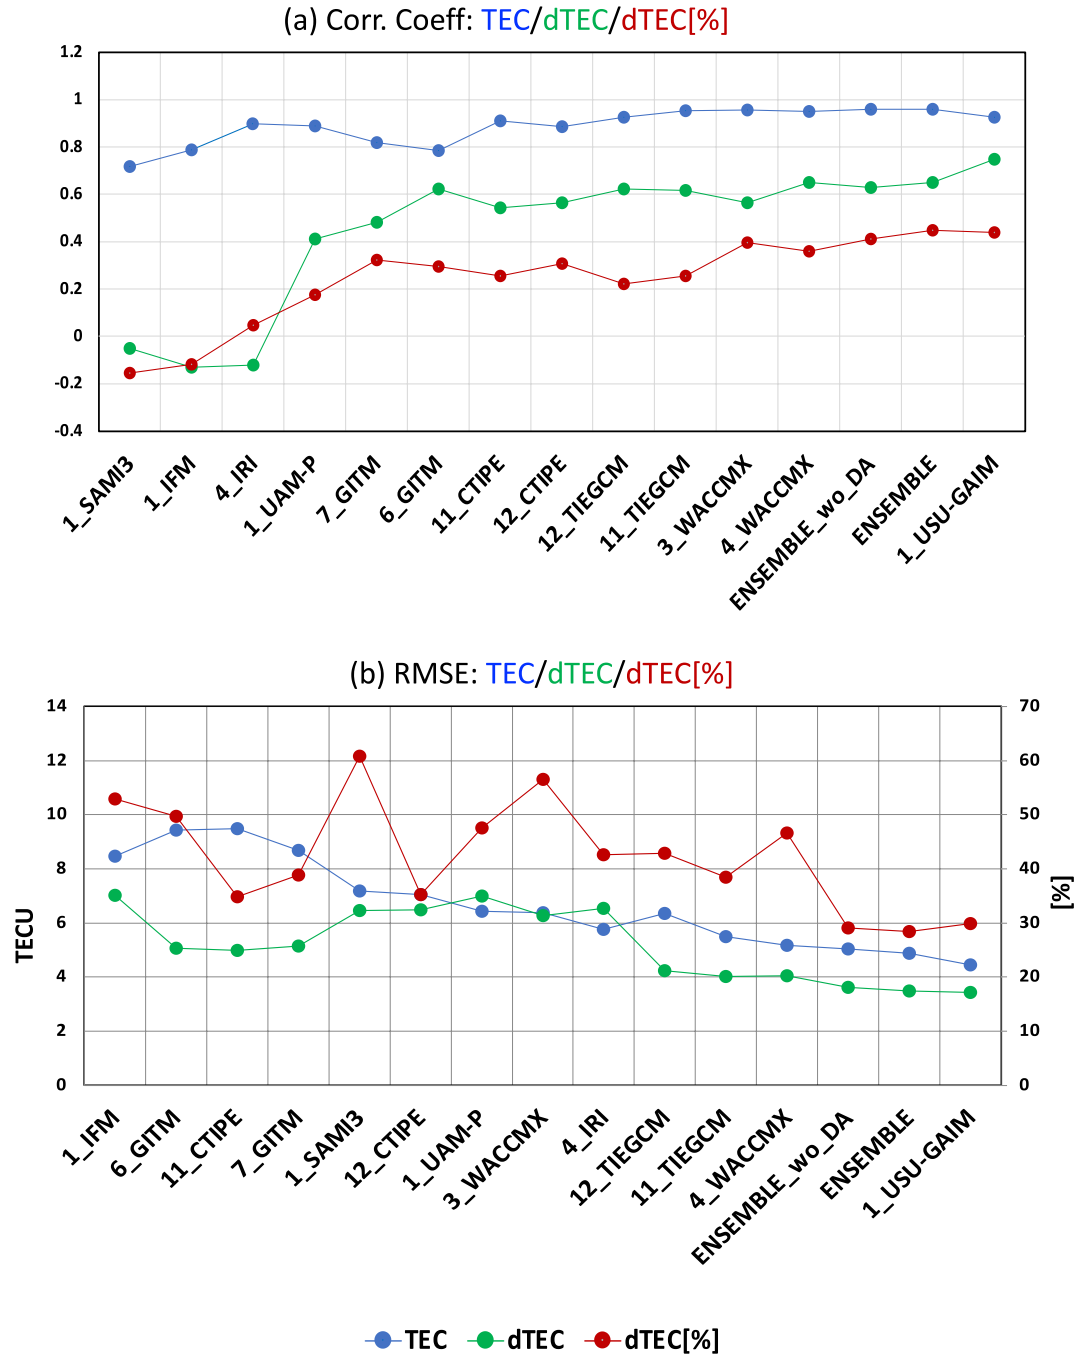 (a) Corr. Coeff: TEC/dTEC/dTEC[%]
1.2
1
0.8
0.6
0.4
0.2
0
-0.2
-0.4
1_SAMI3
1_IFM
4_IRI
1_UAM-P
7_GITM
6_GITM
11_CTIPE
12_CTIPE
12_TIEGCM
11_TIEGCM
3_WACCMX
4_WACCMX
ENSEMBLE_wo_DA
ENSEMBLE
1_USU-GAIM
(b) RMSE: TEC/dTEC/dTEC[%]
14
12
10
8
6
4
2
0
TECU
70
60
50
40
30
20
10
0
[%]
1_IFM
6_GITM
11_CTIPE
7_GITM
1_SAMI3
12_CTIPE
1_UAM-P
3_WACCMX
4_IRI
12_TIEGCM
11_TIEGCM
4_WACCMX
ENSEMBLE_wo_DA
ENSEMBLE
1_USU-GAIM
TEC dTEC dTEC[%]